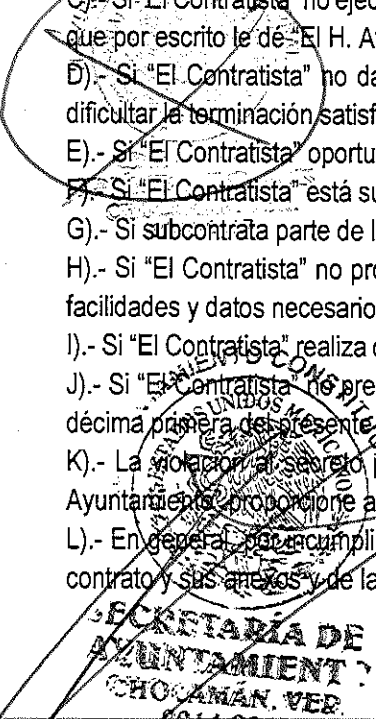 C).- Si "El Contratista" no ejec
que por escrito le dé "El H. A
D).- Si "El Contratista" no da
dificultar la terminación satisf
E).- Si "El Contratista" oportu
F).- Si "El Contratista" está su
G).- Si subcontrata parte de l
H).- Si "El Contratista" no pro
facilidades y datos necesario
I).- Si "El Contratista" realiza
J).- Si "El Contratista" no pre
décima primera del presente
K).- La violación al secreto
Ayuntamiento proporcione a
L).- En general, por incumpli
contrato y sus anexos y de la
UNIDOS
SECRETARÍA DE
AYUNTAMIENT
CHOCAMÁN, VER.